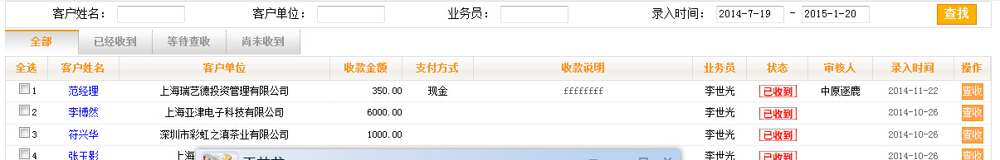 客户姓名： 客户单位： 业务员： 录入时间： 2014-7-19 - 2015-1-20 查找
全部 已经收到 等待查收 尚未收到
全选 客户姓名 客户单位 收款金额 支付方式 收款说明 业务员 状态 审核人 录入时间 操作
1 范经理 上海瑞艺德投资管理有限公司 350.00 现金 ffffffff 李世光 已收到 中原逐鹿 2014-11-22 查收
2 李博然 上海亚津电子科技有限公司 6000.00 李世光 已收到 2014-10-26 查收
3 符兴华 深圳市彩虹之滇茶业有限公司 1000.00 李世光 已收到 2014-10-26 查收
4 张玉影 上海 李世光 已收到 2014-10-26 查收